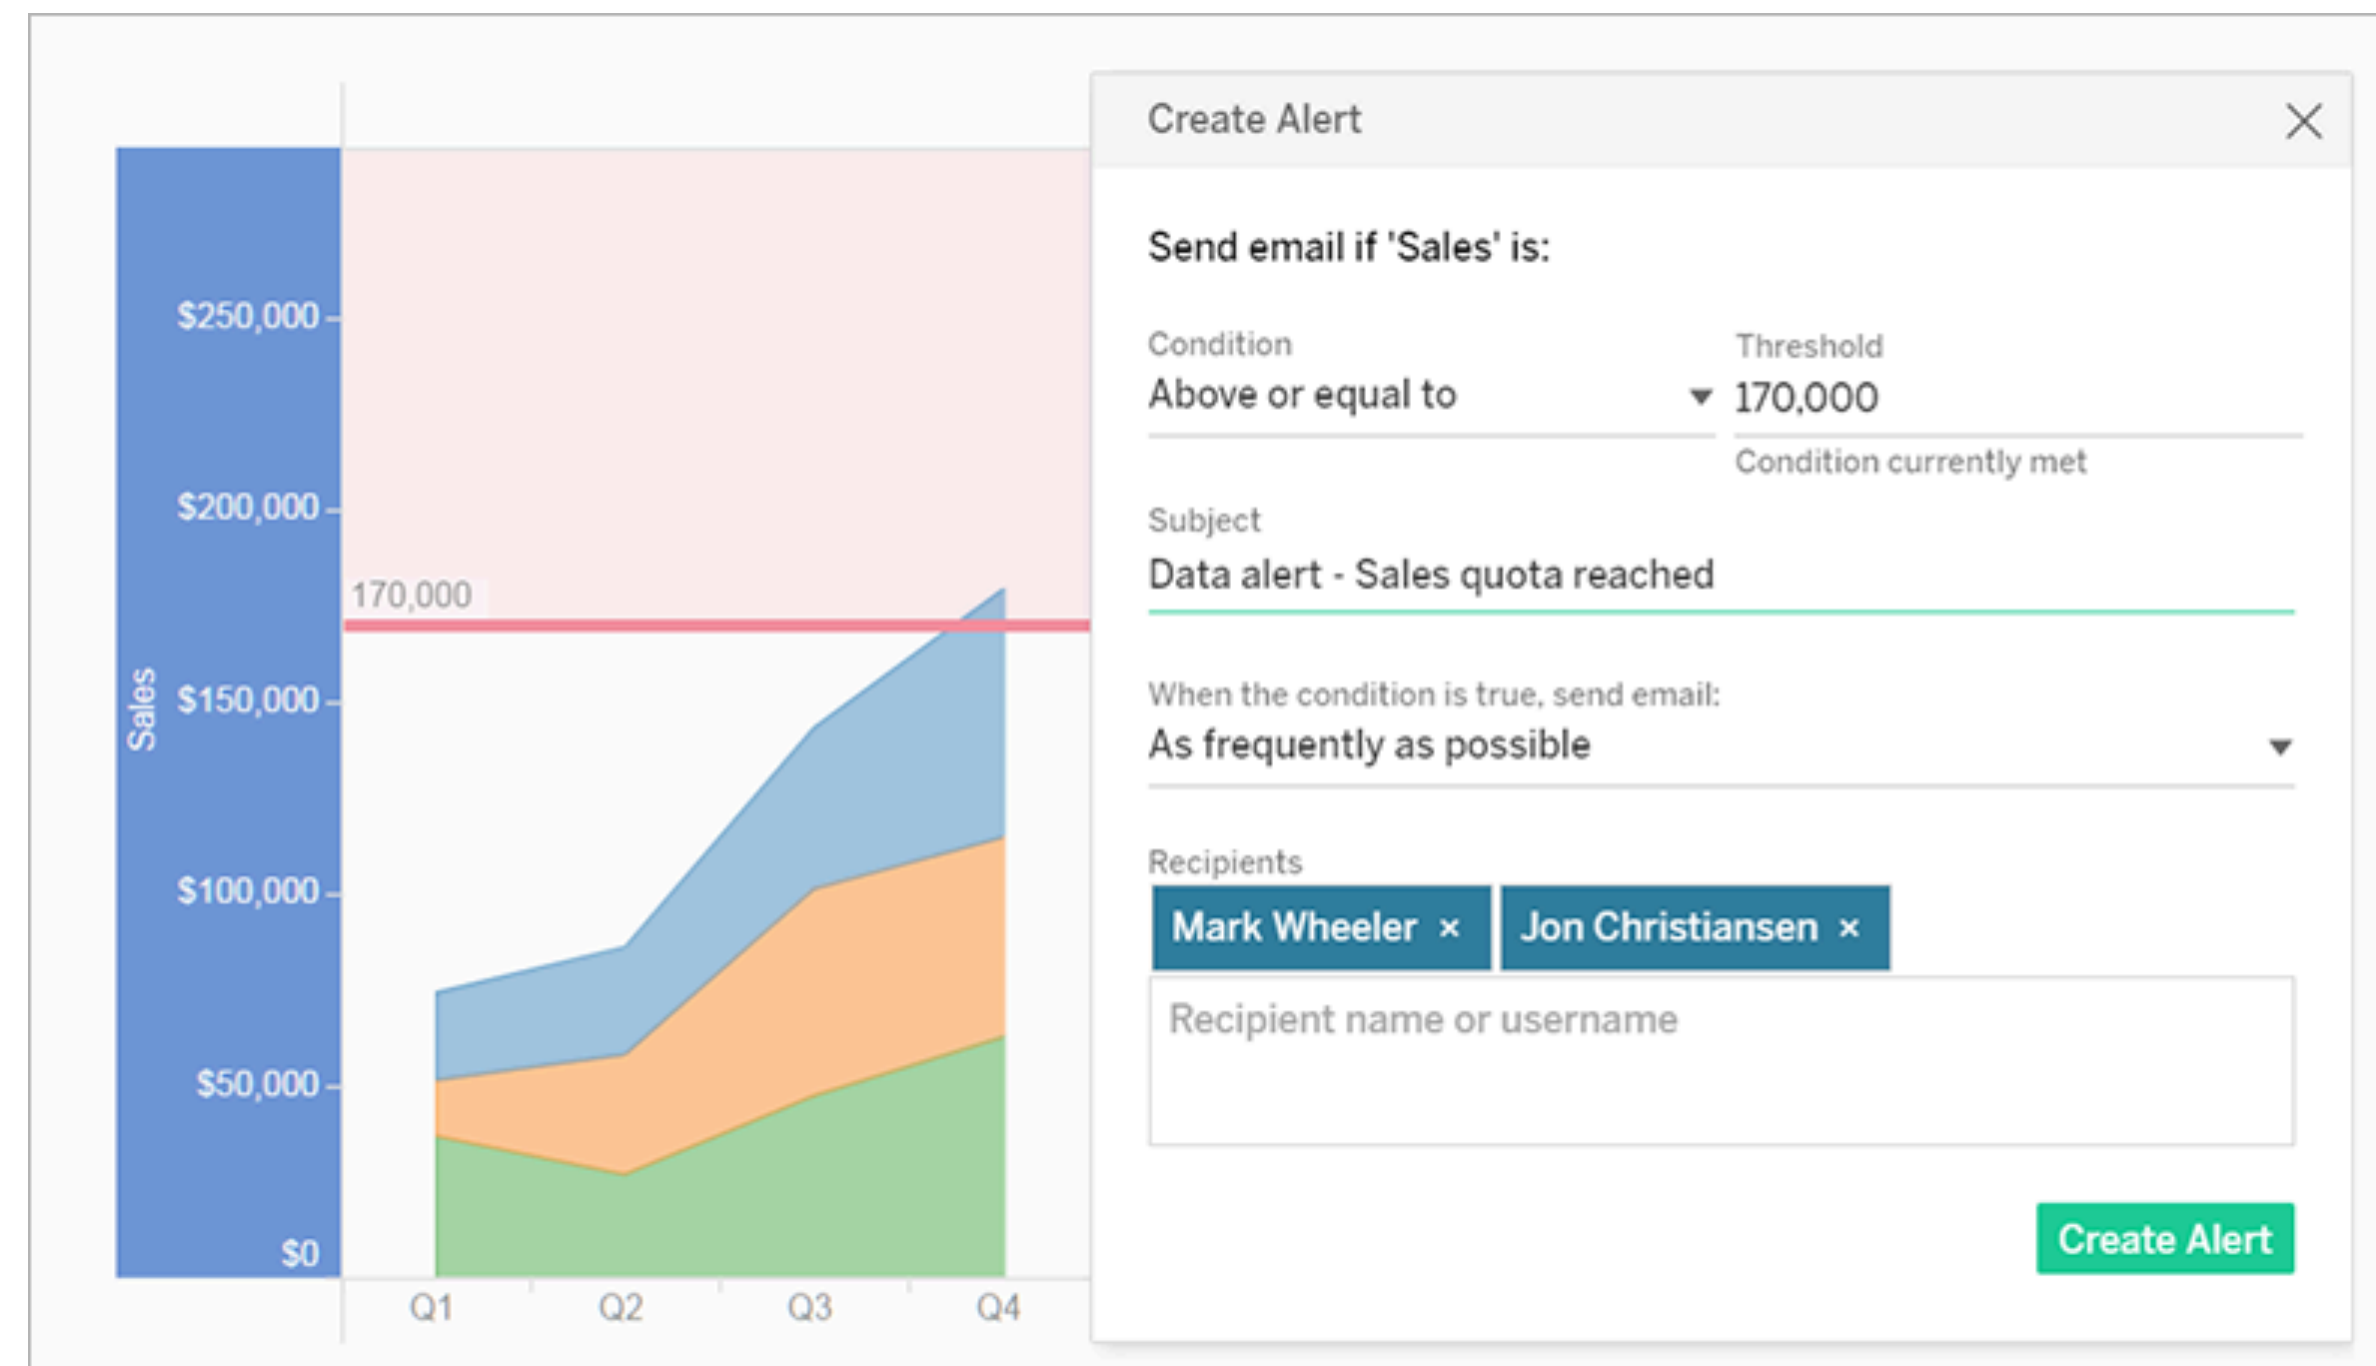 $250,000
$200,000
170,000
$150,000
Sales
$100,000
$50,000
$0
Q1 Q2 Q3 Q4
Create Alert
Send email if 'Sales' is:
Condition Threshold
Above or equal to 170,000
Condition currently met
Subject
Data alert - Sales quota reached
When the condition is true, send email:
As frequently as possible
Recipients
Mark Wheeler × Jon Christiansen ×
Recipient name or username
Create Alert